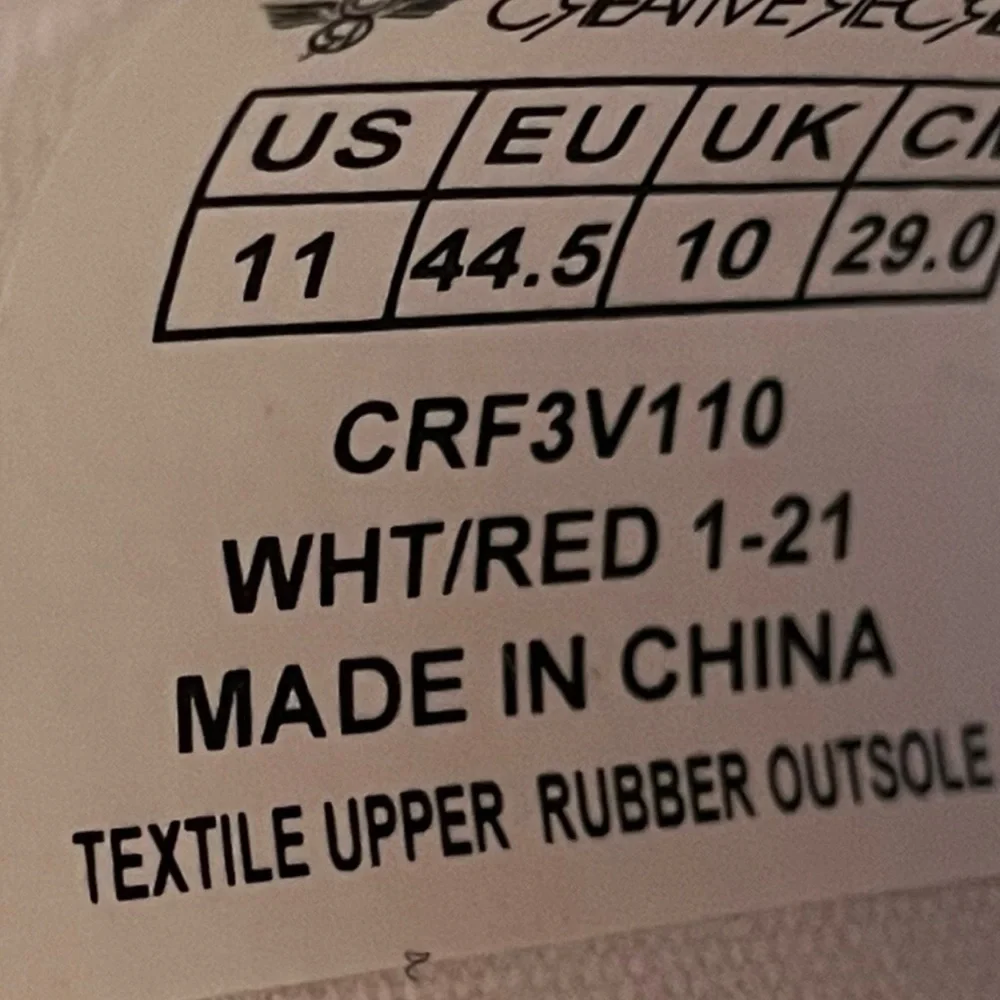 US EU UK
11 44.5 10 29.0
CRF3V110
WHT/RED 1-21
MADE IN CHINA
TEXTILE UPPER RUBBER OUTSOLE